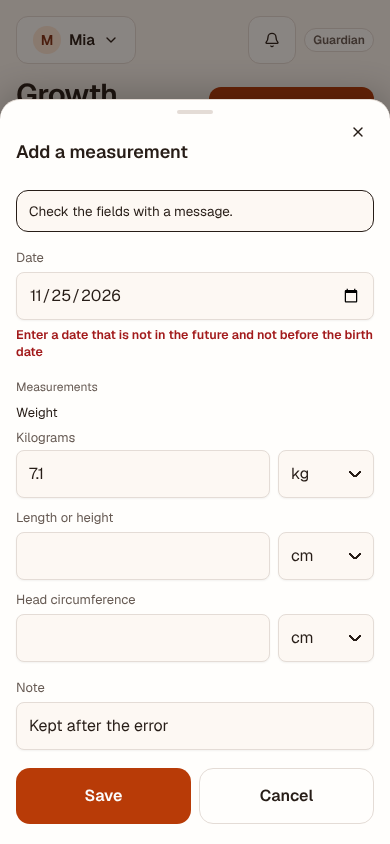 M Mia
Guardian
Growth
Add a measurement
Check the fields with a message.
Date
11/25/2026
Enter a date that is not in the future and not before the birth
date
Measurements
Weight
Kilograms
7.1 kg
Length or height
cm
Head circumference
cm
Note
Kept after the error
Save Cancel